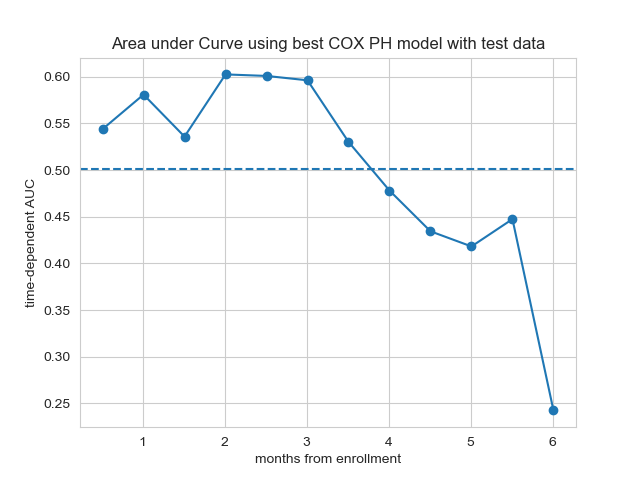 Area under Curve using best COX PH model with test data
time-dependent AUC
0.60
0.55
0.50
0.45
0.40
0.35
0.30
0.25
1 2 3 4 5 6
months from enrollment